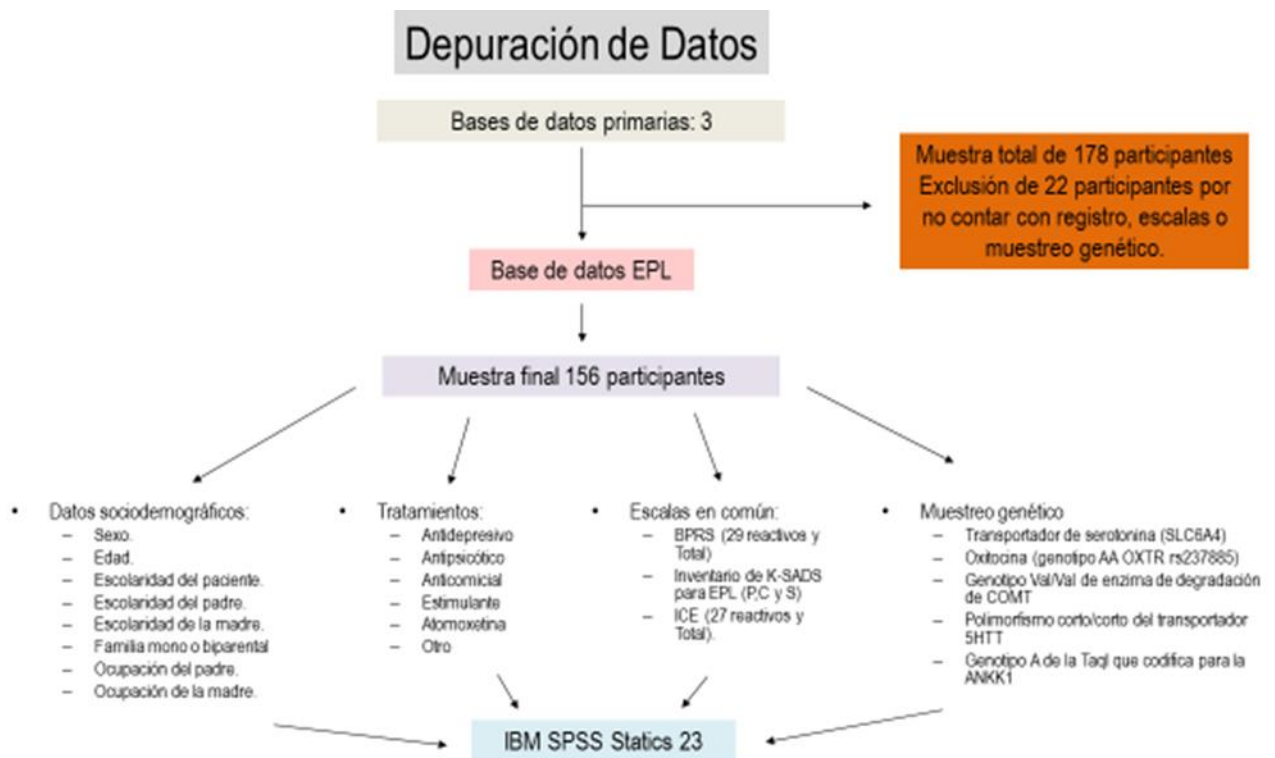 Depuración de Datos
Bases de datos primarias: 3
Muestra total de 178 participantes
Exclusión de 22 participantes por
no contar con registro, escalas o
muestreo genético.
Base de datos EPL
Muestra final 156 participantes
• Datos sociodemográficos:
– Sexo.
– Edad.
– Escolaridad del paciente.
– Escolaridad del padre.
– Escolaridad de la madre.
– Familia mono o biparental
– Ocupación del padre.
– Ocupación de la madre.
• Tratamientos:
– Antidepresivo
– Antipsicótico
– Anticomicial
– Estimulante
– Atomoxetina
– Otro
• Escalas en común:
– BPRS (29 reactivos y
Total)
– Inventario de K-SADS
para EPL (P,C y S)
– ICE (27 reactivos y
Total).
• Muestreo genético
– Transportador de serotonina (SLC6A4)
– Oxitocina (genotipo AA OXTR rs237885)
– Genotipo Val/Val de enzima de degradación
de COMT
– Polimorfismo corto/corto del transportador
5HTT
– Genotipo A de la TaqI que codifica para la
ANKK1
IBM SPSS Statics 23